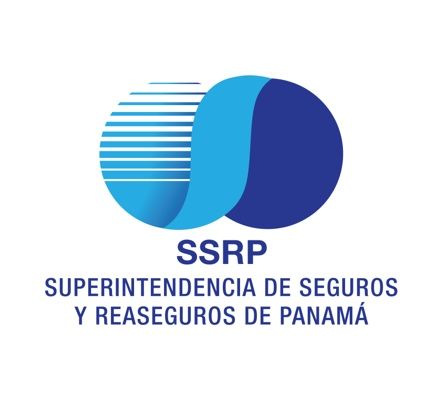 SSRP
SUPERINTENDENCIA DE SEGUROS
Y REASEGUROS DE PANAMÁ